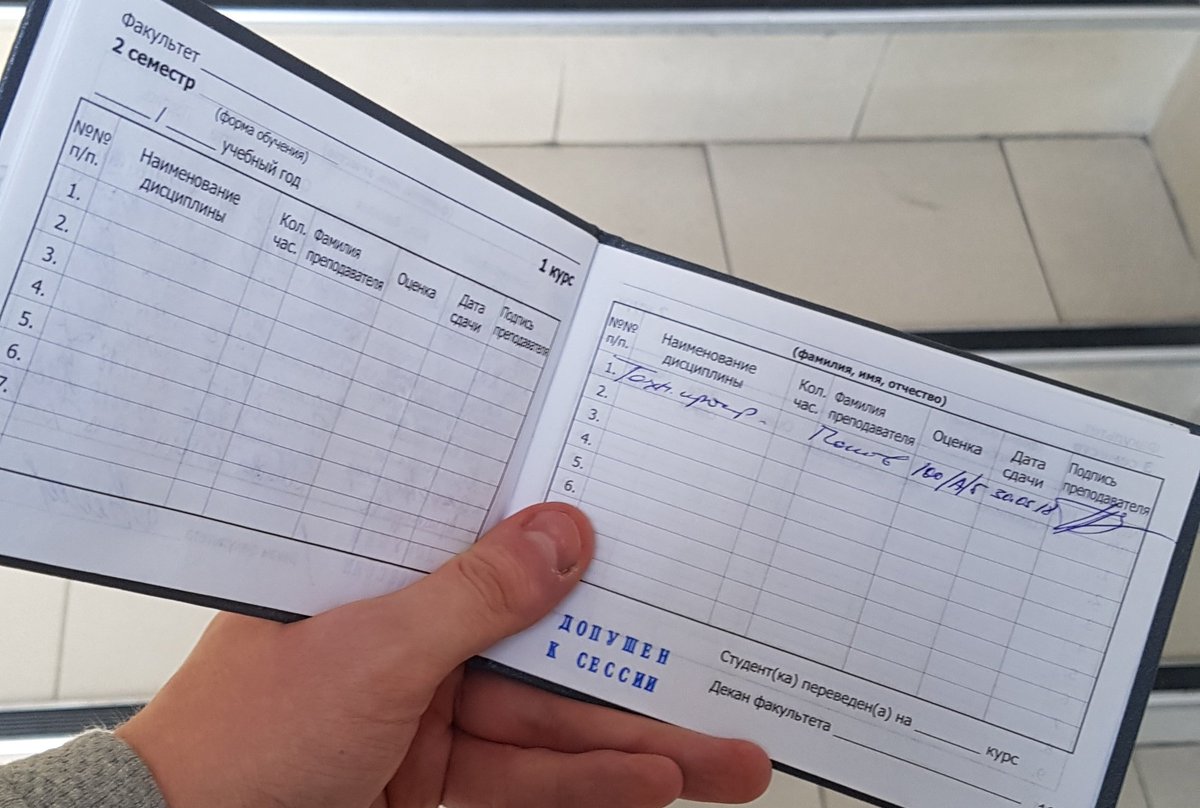 Факультет
2 семестр
(форма обучения)
/ учебный год
1 курс
№№ п/п.
Наименование дисциплины
Кол. час.
Фамилия преподавателя
Оценка
Дата сдачи
Подпись преподавателя
1.
2.
3.
4.
5.
6.
7.
(фамилия, имя, отчество)
№№ п/п.
Наименование дисциплины
Кол. час.
Фамилия преподавателя
Оценка
Дата сдачи
Подпись преподавателя
1. 100/А/5 30.05.18
2.
3.
4.
5.
6.
ДОПУЩЕН
К СЕССИИ
Студент(ка) переведен(а) на курс
Декан факультета